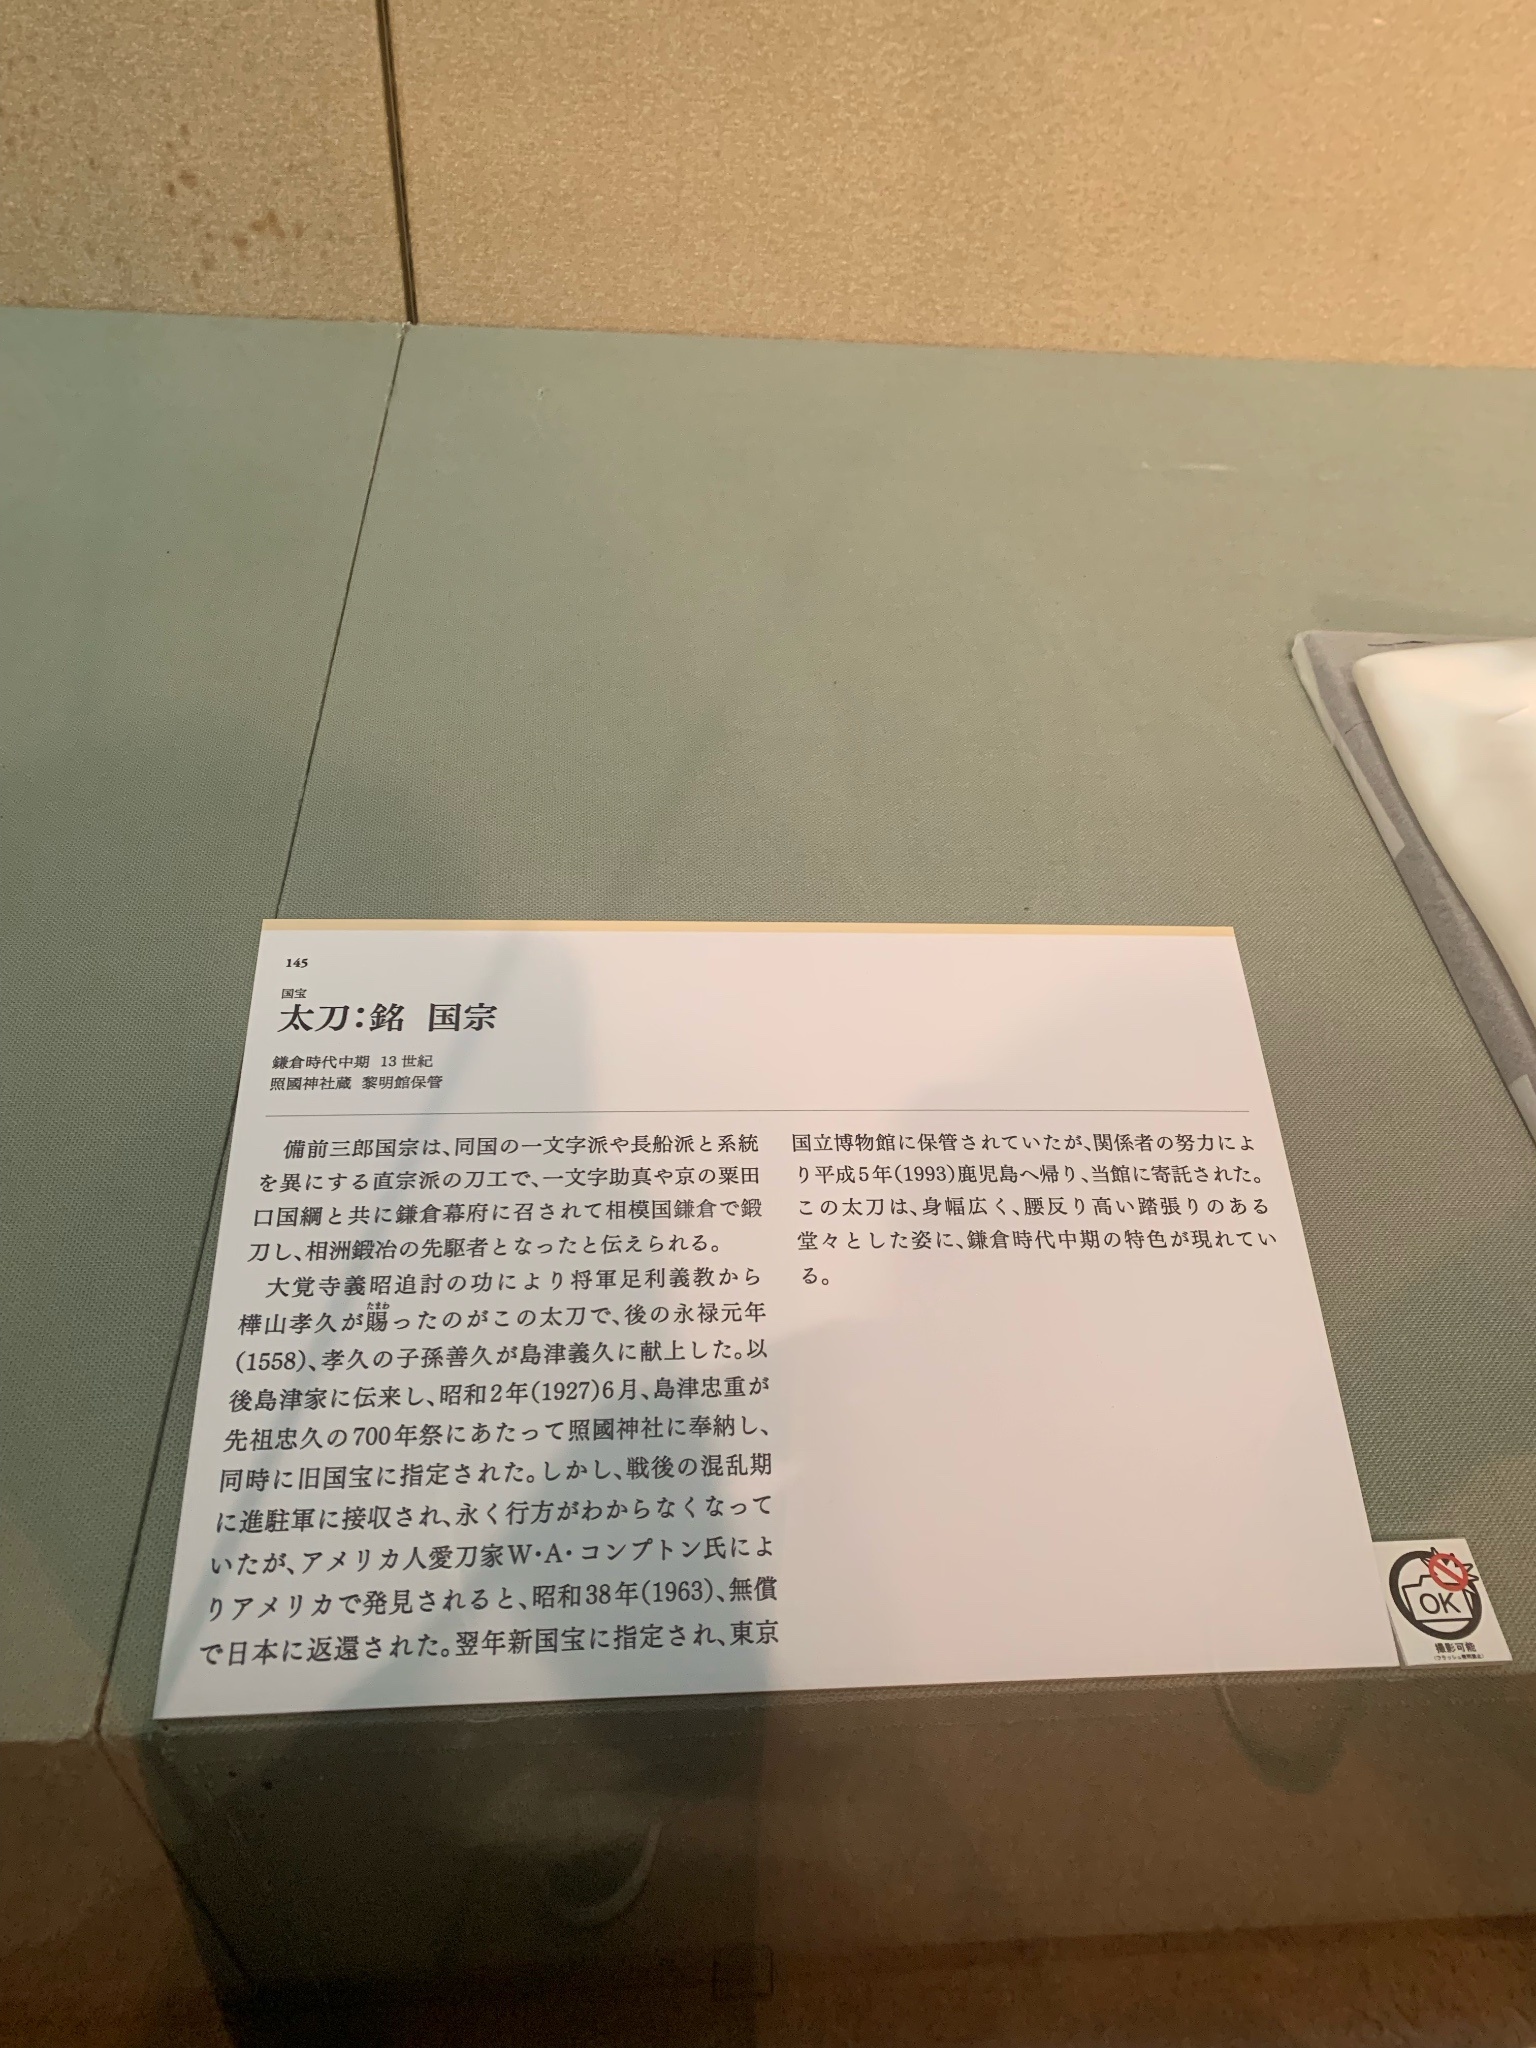 145
国宝
太刀：銘 国宗
鎌倉時代中期 13世紀
照國神社蔵 黎明館保管
備前三郎国宗は、同国の一文字派や長船派と系統
を異にする直宗派の刀工で、一文字助真や京の粟田
口国綱と共に鎌倉幕府に召されて相模国鎌倉で鍛
刀し、相洲鍛冶の先駆者となったと伝えられる。
大覚寺義昭追討の功により将軍足利義教から
たまわ
樺山孝久が賜ったのがこの太刀で、後の永禄元年
(1558)、孝久の子孫善久が島津義久に献上した。以
後島津家に伝来し、昭和2年(1927)6月、島津忠重が
先祖忠久の700年祭にあたって照國神社に奉納し、
同時に旧国宝に指定された。しかし、戦後の混乱期
に進駐軍に接収され、永く行方がわからなくなって
いたが、アメリカ人愛刀家W･A･コンプトン氏によ
りアメリカで発見されると、昭和38年(1963)、無償
で日本に返還された。翌年新国宝に指定され、東京
国立博物館に保管されていたが、関係者の努力によ
り平成5年(1993)鹿児島へ帰り、当館に寄託された。
この太刀は、身幅広く、腰反り高い踏張りのある
堂々とした姿に、鎌倉時代中期の特色が現れてい
る。
OK
撮影可能